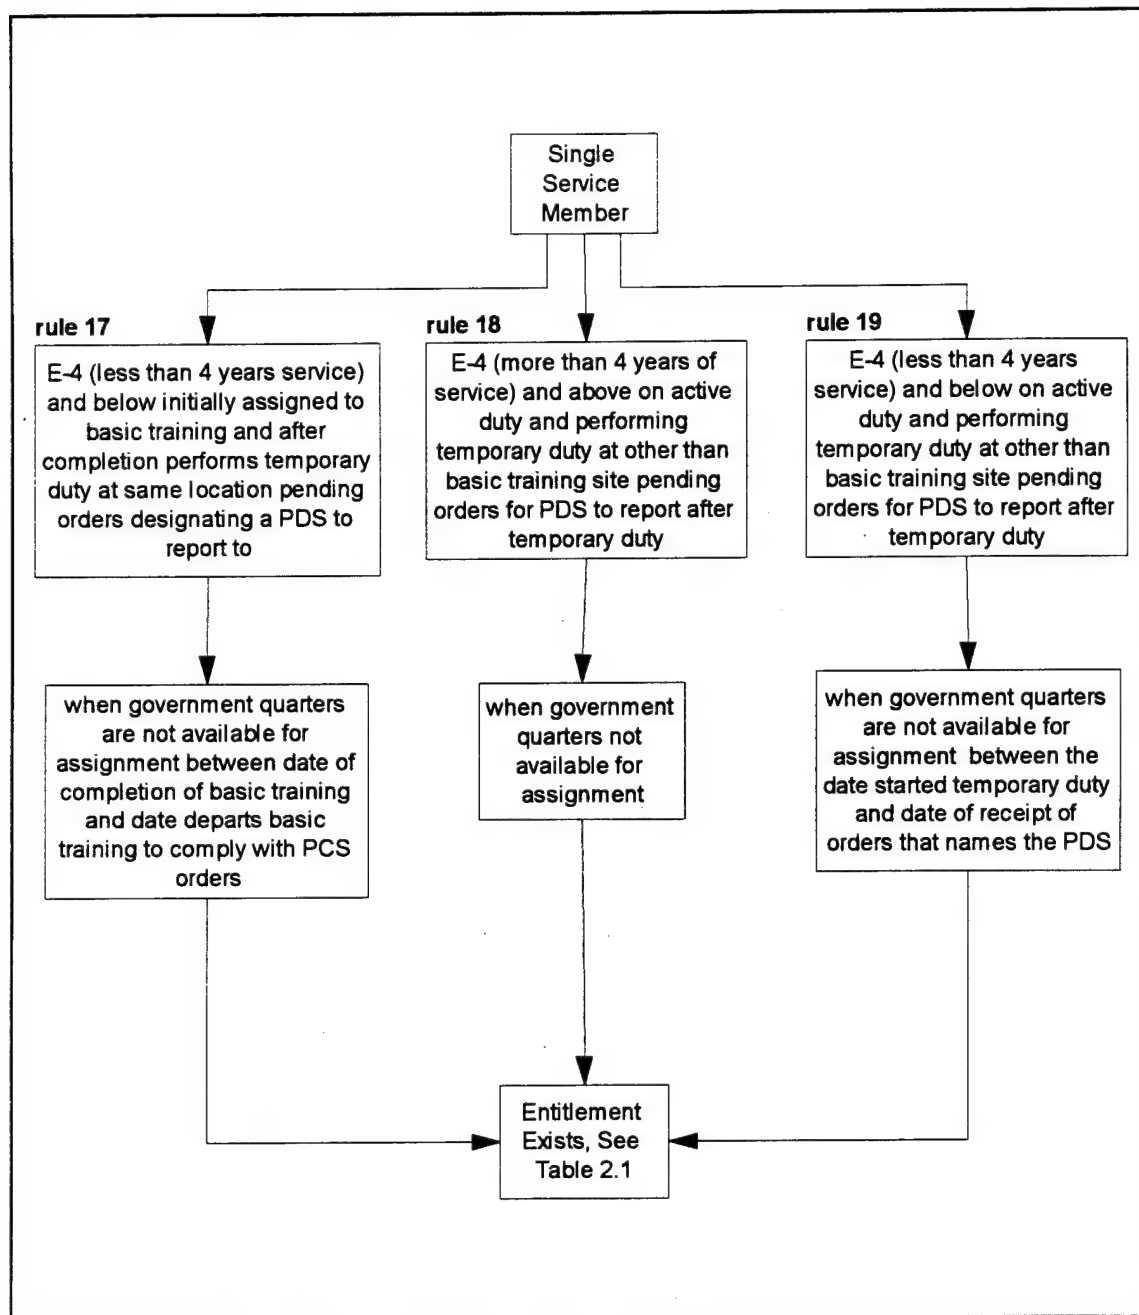 Single
Service
Member
rule 17
E-4 (less than 4 years service)
and below initially assigned to
basic training and after
completion performs temporary
duty at same location pending
orders designating a PDS to
report to
rule 18
E-4 (more than 4 years of
service) and above on active
duty and performing
temporary duty at other than
basic training site pending
orders for PDS to report after
temporary duty
rule 19
E-4 (less than 4 years
service) and below on active
duty and performing
temporary duty at other than
basic training site pending
orders for PDS to report after
temporary duty
when government quarters
are not available for
assignment between date of
completion of basic training
and date departs basic
training to comply with PCS
orders
when government
quarters not
available for
assignment
when government quarters
are not available for
assignment between the
date started temporary duty
and date of receipt of
orders that names the PDS
Entitlement
Exists, See
Table 2.1